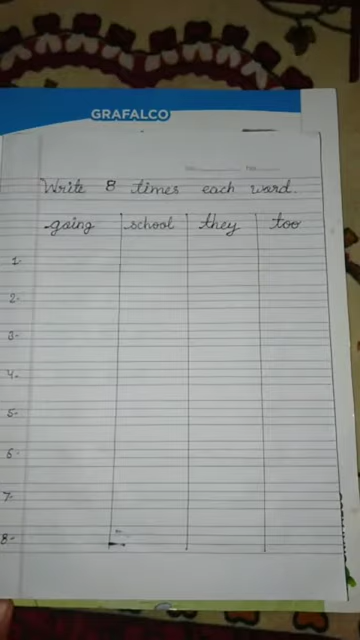 GRAFALCO
Write 8 times each word.
going school they too
1-
2-
3-
4-
5-
6-
7-
8-